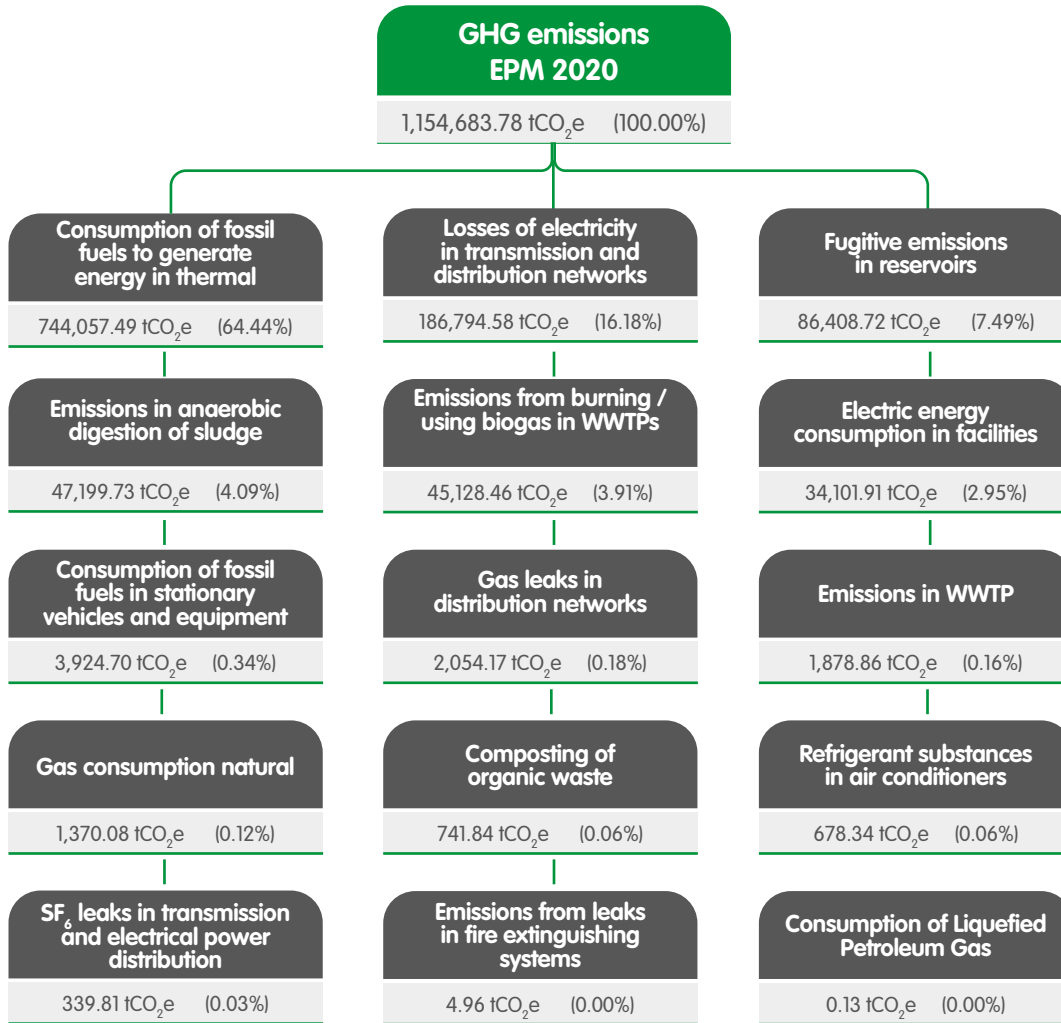 GHG emissions
EPM 2020
1,154,683.78 tCO₂e (100.00%)
Consumption of fossil
fuels to generate
energy in thermal
744,057.49 tCO₂e (64.44%)
Losses of electricity
in transmission and
distribution networks
186,794.58 tCO₂e (16.18%)
Fugitive emissions
in reservoirs
86,408.72 tCO₂e (7.49%)
Emissions in anaerobic
digestion of sludge
47,199.73 tCO₂e (4.09%)
Emissions from burning /
using biogas in WWTPs
45,128.46 tCO₂e (3.91%)
Electric energy
consumption in facilities
34,101.91 tCO₂e (2.95%)
Consumption of fossil
fuels in stationary
vehicles and equipment
3,924.70 tCO₂e (0.34%)
Gas leaks in
distribution networks
2,054.17 tCO₂e (0.18%)
Emissions in WWTP
1,878.86 tCO₂e (0.16%)
Gas consumption natural
1,370.08 tCO₂e (0.12%)
Composting of
organic waste
741.84 tCO₂e (0.06%)
Refrigerant substances
in air conditioners
678.34 tCO₂e (0.06%)
SF₆ leaks in transmission
and electrical power
distribution
339.81 tCO₂e (0.03%)
Emissions from leaks
in fire extinguishing
systems
4.96 tCO₂e (0.00%)
Consumption of Liquefied
Petroleum Gas
0.13 tCO₂e (0.00%)